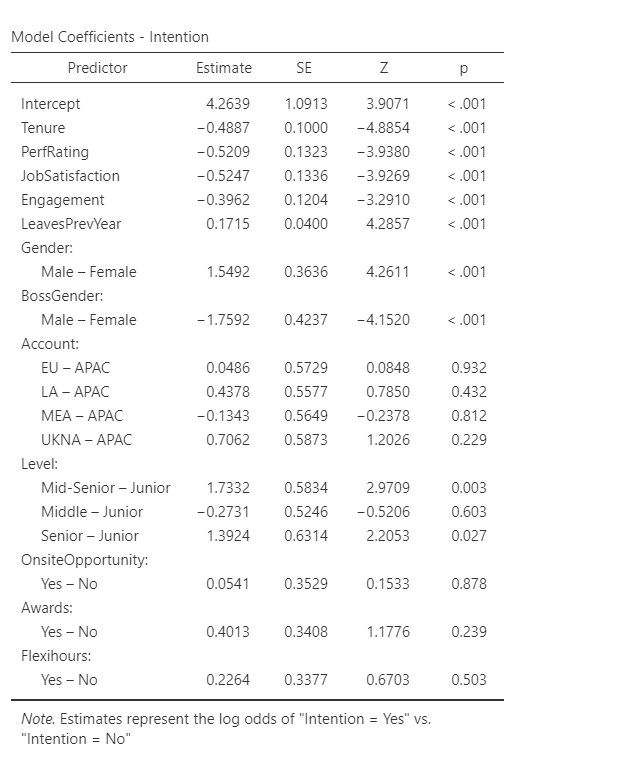 Model Coefficients - Intention
Predictor Estimate SE Z p
Intercept 4.2639 1.0913 3.9071 < .001
Tenure −0.4887 0.1000 −4.8854 < .001
PerfRating −0.5209 0.1323 −3.9380 < .001
JobSatisfaction −0.5247 0.1336 −3.9269 < .001
Engagement −0.3962 0.1204 −3.2910 < .001
LeavesPrevYear 0.1715 0.0400 4.2857 < .001
Gender:
Male – Female 1.5492 0.3636 4.2611 < .001
BossGender:
Male – Female −1.7592 0.4237 −4.1520 < .001
Account:
EU – APAC 0.0486 0.5729 0.0848 0.932
LA – APAC 0.4378 0.5577 0.7850 0.432
MEA – APAC −0.1343 0.5649 −0.2378 0.812
UKNA – APAC 0.7062 0.5873 1.2026 0.229
Level:
Mid-Senior – Junior 1.7332 0.5834 2.9709 0.003
Middle – Junior −0.2731 0.5246 −0.5206 0.603
Senior – Junior 1.3924 0.6314 2.2053 0.027
OnsiteOpportunity:
Yes – No 0.0541 0.3529 0.1533 0.878
Awards:
Yes – No 0.4013 0.3408 1.1776 0.239
Flexihours:
Yes – No 0.2264 0.3377 0.6703 0.503
Note. Estimates represent the log odds of "Intention = Yes" vs.
"Intention = No"